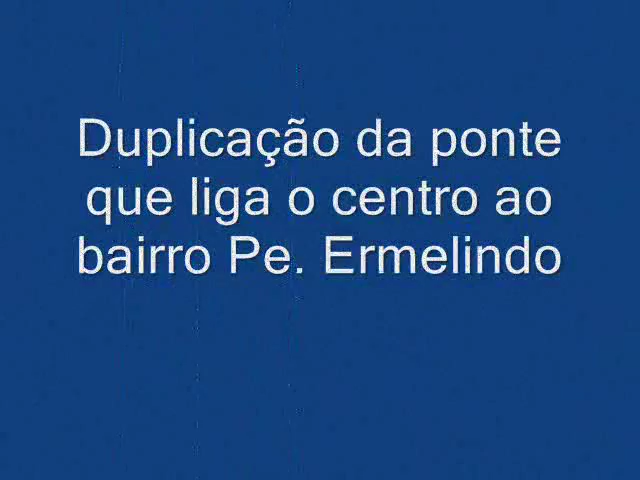 Duplicação da ponte
que liga o centro ao
bairro Pe. Ermelindo